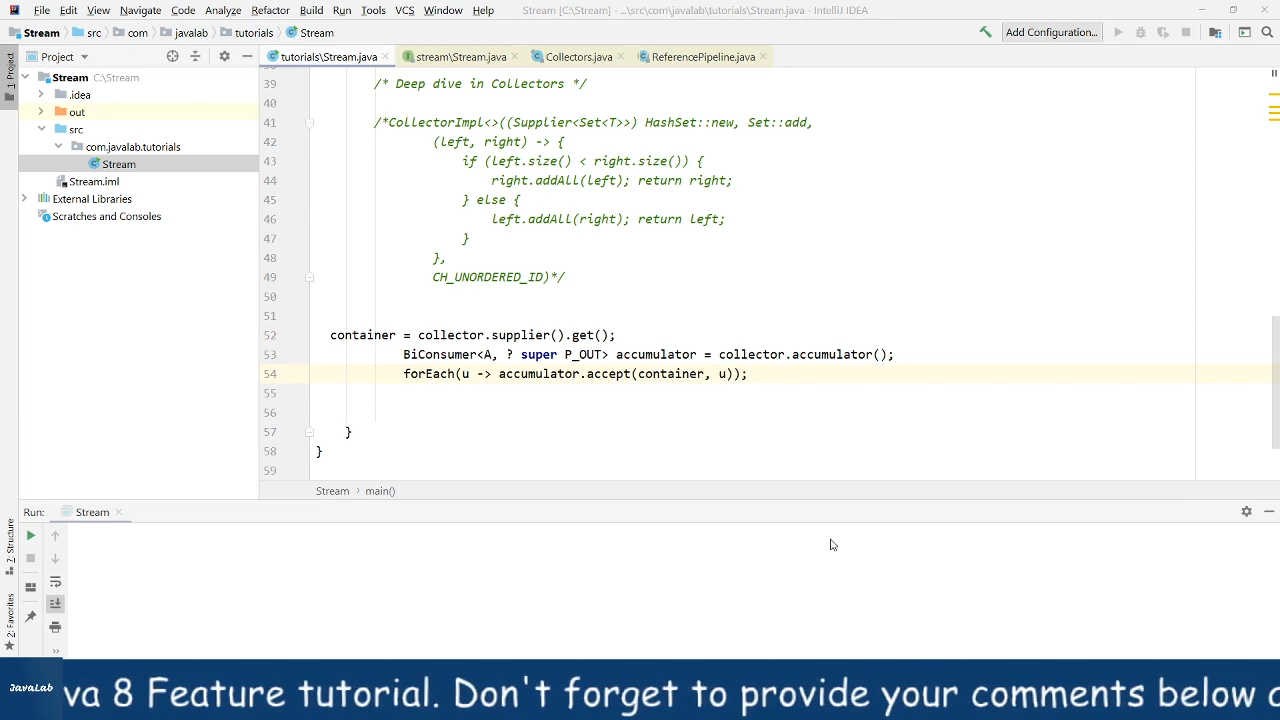 File Edit View Navigate Code Analyze Refactor Build Run Tools VCS Window Help Stream [C:\Stream] - ...\src\com\javalab\tutorials\Stream.java - IntelliJ IDEA
Stream src com javalab tutorials Stream Add Configuration...
1: Project
Project
tutorials\Stream.java stream\Stream.java Collectors.java ReferencePipeline.java
Stream C:\Stream
.idea
out
src
com.javalab.tutorials
Stream
Stream.iml
External Libraries
Scratches and Consoles
39 /* Deep dive in Collectors */
40
41 /*CollectorImpl<>((Supplier<Set<T>>) HashSet::new, Set::add,
42 (left, right) -> {
43 if (left.size() < right.size()) {
44 right.addAll(left); return right;
45 } else {
46 left.addAll(right); return left;
47 }
48 },
49 CH_UNORDERED_ID)*/
50
51
52 container = collector.supplier().get();
53 BiConsumer<A, ? super P_OUT> accumulator = collector.accumulator();
54 forEach(u -> accumulator.accept(container, u));
55
56
57 }
58 }
59
Stream main()
Run: Stream
7: Structure
2: Favorites
JavaLab
va 8 Feature tutorial. Don't forget to provide your comments below